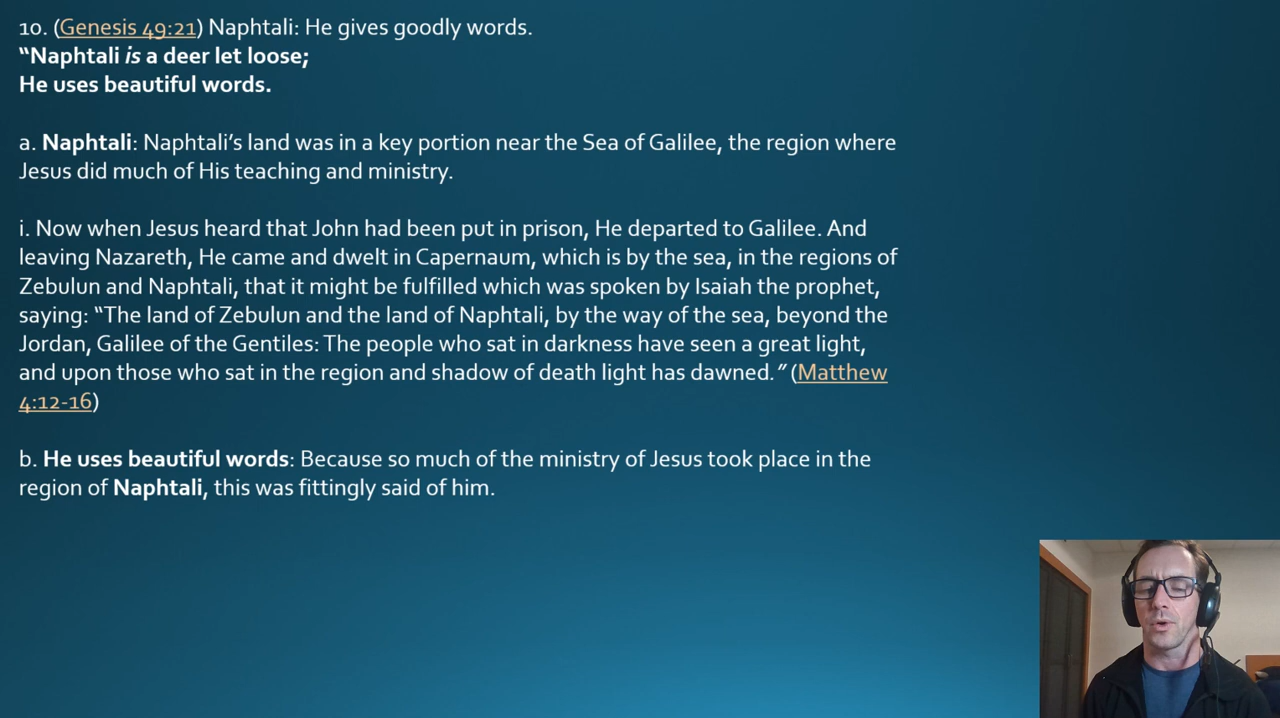 10. (Genesis 49:21) Naphtali: He gives goodly words.
“Naphtali is a deer let loose;
He uses beautiful words.
a. Naphtali: Naphtali’s land was in a key portion near the Sea of Galilee, the region where
Jesus did much of His teaching and ministry.
i. Now when Jesus heard that John had been put in prison, He departed to Galilee. And
leaving Nazareth, He came and dwelt in Capernaum, which is by the sea, in the regions of
Zebulun and Naphtali, that it might be fulfilled which was spoken by Isaiah the prophet,
saying: “The land of Zebulun and the land of Naphtali, by the way of the sea, beyond the
Jordan, Galilee of the Gentiles: The people who sat in darkness have seen a great light,
and upon those who sat in the region and shadow of death light has dawned.” (Matthew
4:12-16)
b. He uses beautiful words: Because so much of the ministry of Jesus took place in the
region of Naphtali, this was fittingly said of him.